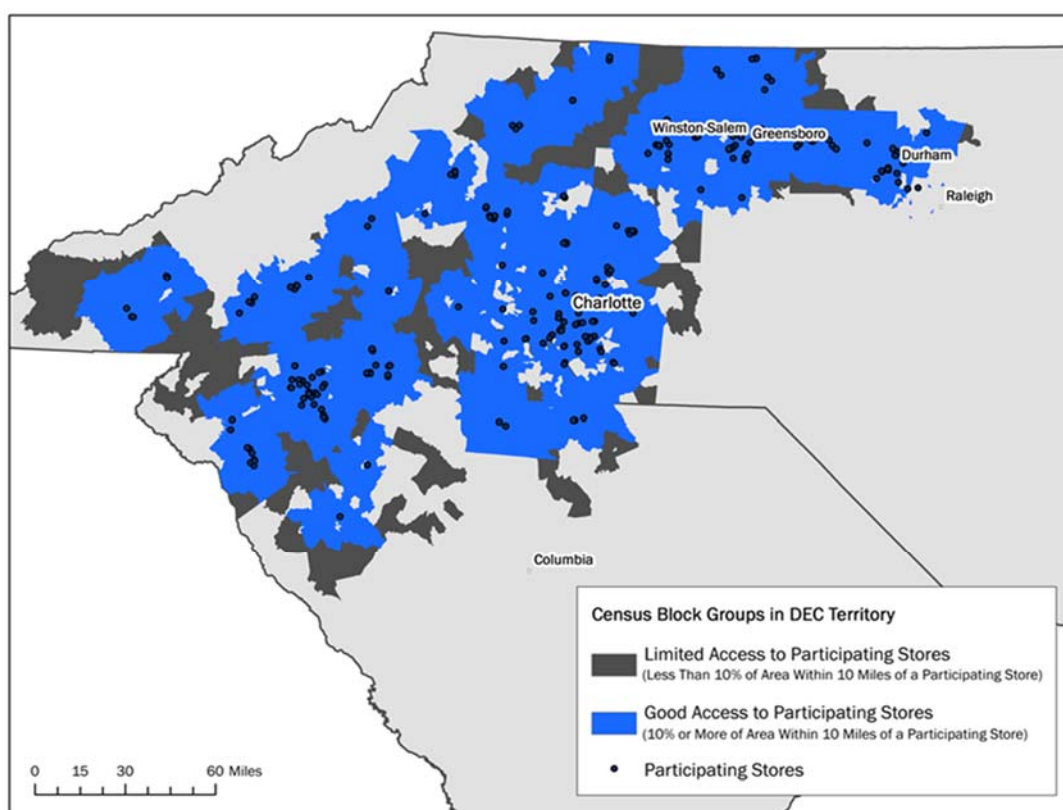 Winston-Salem
Greensboro
Durham
Raleigh
Charlotte
Columbia
Census Block Groups in DEC Territory
Limited Access to Participating Stores
(Less Than 10% of Area Within 10 Miles of a Participating Store)
Good Access to Participating Stores
(10% or More of Area Within 10 Miles of a Participating Store)
Participating Stores
0 15 30 60 Miles